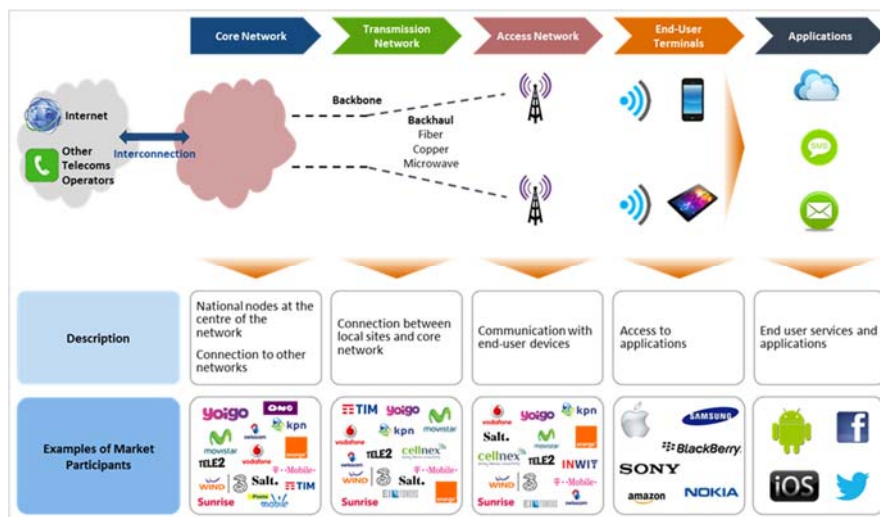 Core Network
Transmission
Network
Access Network
End-User
Terminals
Applications
Internet
Other
Telecoms
Operators
Interconnection
Backbone
Backhaul
Fiber
Copper
Microwave
SMS
Description
National nodes at the
centre of the
network
Connection to other
networks
Connection between
local sites and core
network
Communication with
end-user devices
Access to
applications
End user services and
applications
Examples of Market
Participants
yoigo
ono
kpn
movistar
swisscom
orange
TELE2
vodafone
T··Mobile·
WIND
3
Salt.
TIM
Sunrise
mobile
TIM
yoigo
movistar
vodafone
kpn
swisscom
TELE2
cellnex
WIND
3
T··Mobile·
Salt.
Sunrise
orange
vodafone
yoigo
kpn
Salt.
movistar
orange
cellnex
TELE2
INWIT
WIND
3
T··Mobile·
Sunrise
swisscom
SAMSUNG
BlackBerry
SONY
amazon
NOKIA
f
iOS